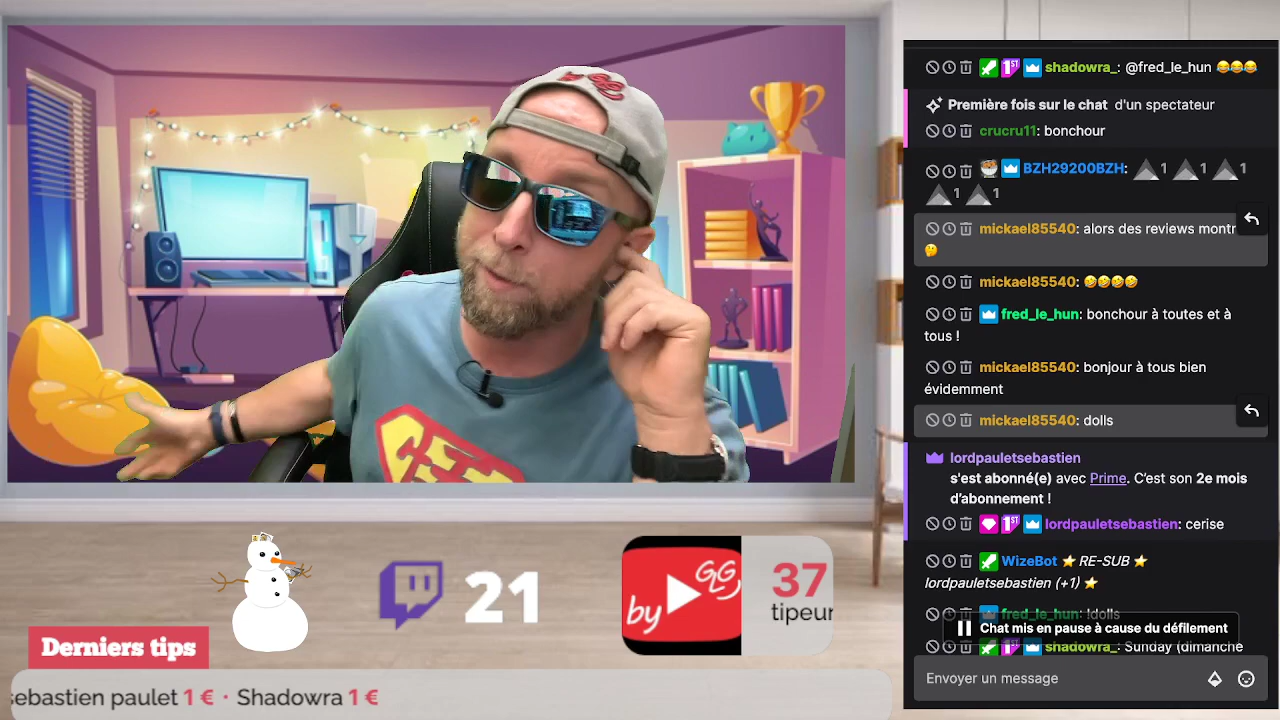 shadowra_: @fred_le_hun 😂😂😂
Première fois sur le chat d'un spectateur
crucru11: bonchour
BZH29200BZH: 1 1 1
1 1
mickael85540: alors des reviews montr
🤔
mickael85540: 🤣🤣🤣🤣
fred_le_hun: bonchour à toutes et à
tous !
mickael85540: bonjour à tous bien
évidemment
mickael85540: dolls
lordpauletsebastien
s'est abonné(e) avec Prime. C'est son 2e mois
d'abonnement !
lordpauletsebastien: cerise
WizeBot ⭐ RE-SUB ⭐
lordpauletsebastien (+1) ⭐
fred_le_hun: !dolls
Chat mis en pause à cause du défilement
shadowra_: Sunday (dimanche
Envoyer un message
21
by GG
37
tipeur
Derniers tips
ebastien paulet 1 € · Shadowra 1 €